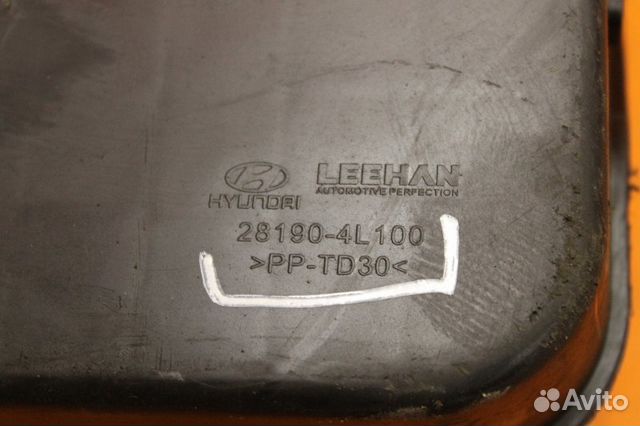 LEEHAN
HYUNDAI AUTOMOTIVE PERFECTION
28190-4L100
>PP-TD30<
Avito